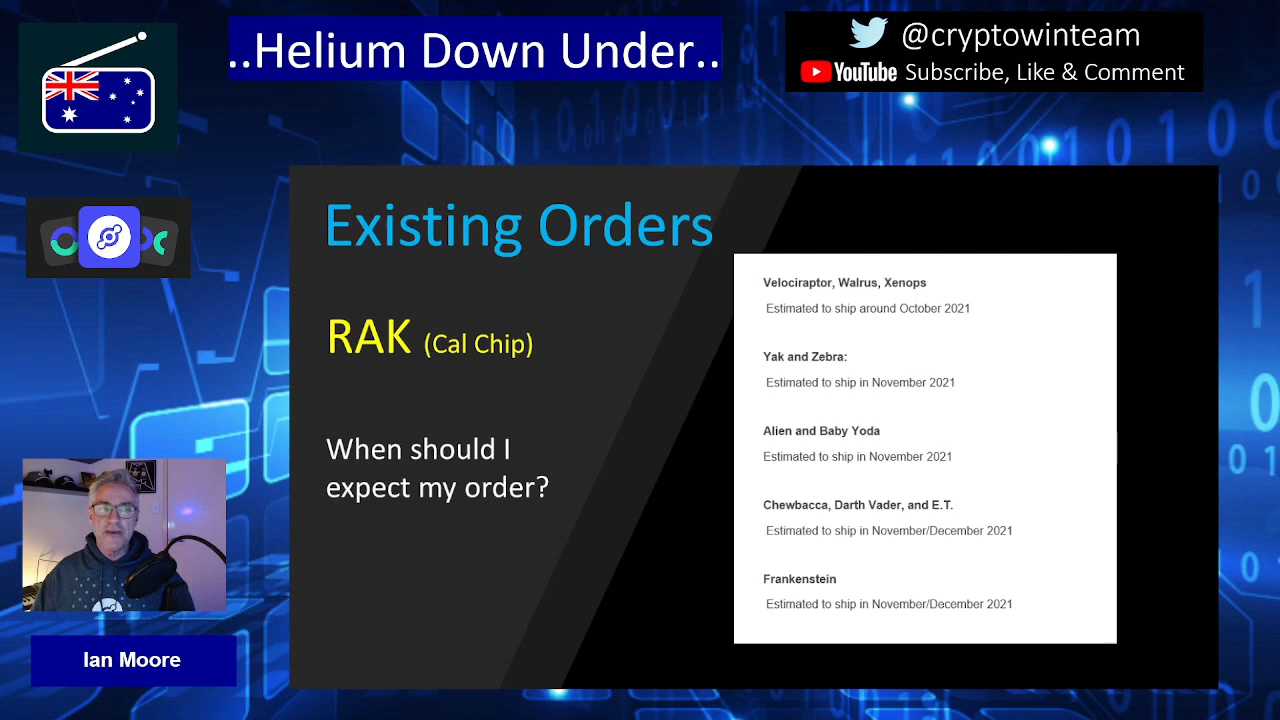 ..Helium Down Under..
@cryptowinteam
YouTube Subscribe, Like & Comment
Existing Orders
RAK (Cal Chip)
When should I
expect my order?
Velociraptor, Walrus, Xenops
Estimated to ship around October 2021
Yak and Zebra:
Estimated to ship in November 2021
Alien and Baby Yoda
Estimated to ship in November 2021
Chewbacca, Darth Vader, and E.T.
Estimated to ship in November/December 2021
Frankenstein
Estimated to ship in November/December 2021
Ian Moore